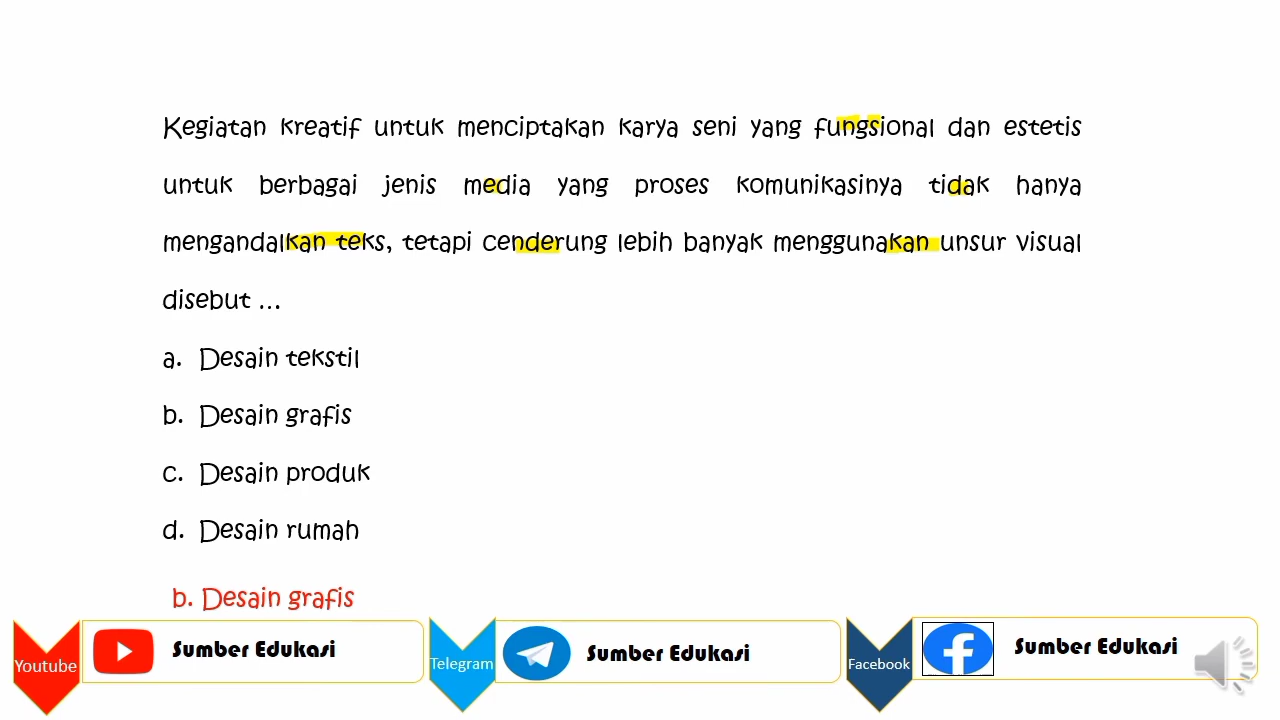 Kegiatan kreatif untuk menciptakan karya seni yang fungsional dan estetis
untuk berbagai jenis media yang proses komunikasinya tidak hanya
mengandalkan teks, tetapi cenderung lebih banyak menggunakan unsur visual
disebut ...
a. Desain tekstil
b. Desain grafis
c. Desain produk
d. Desain rumah
b. Desain grafis
Youtube Sumber Edukasi
Telegram Sumber Edukasi
Facebook Sumber Edukasi